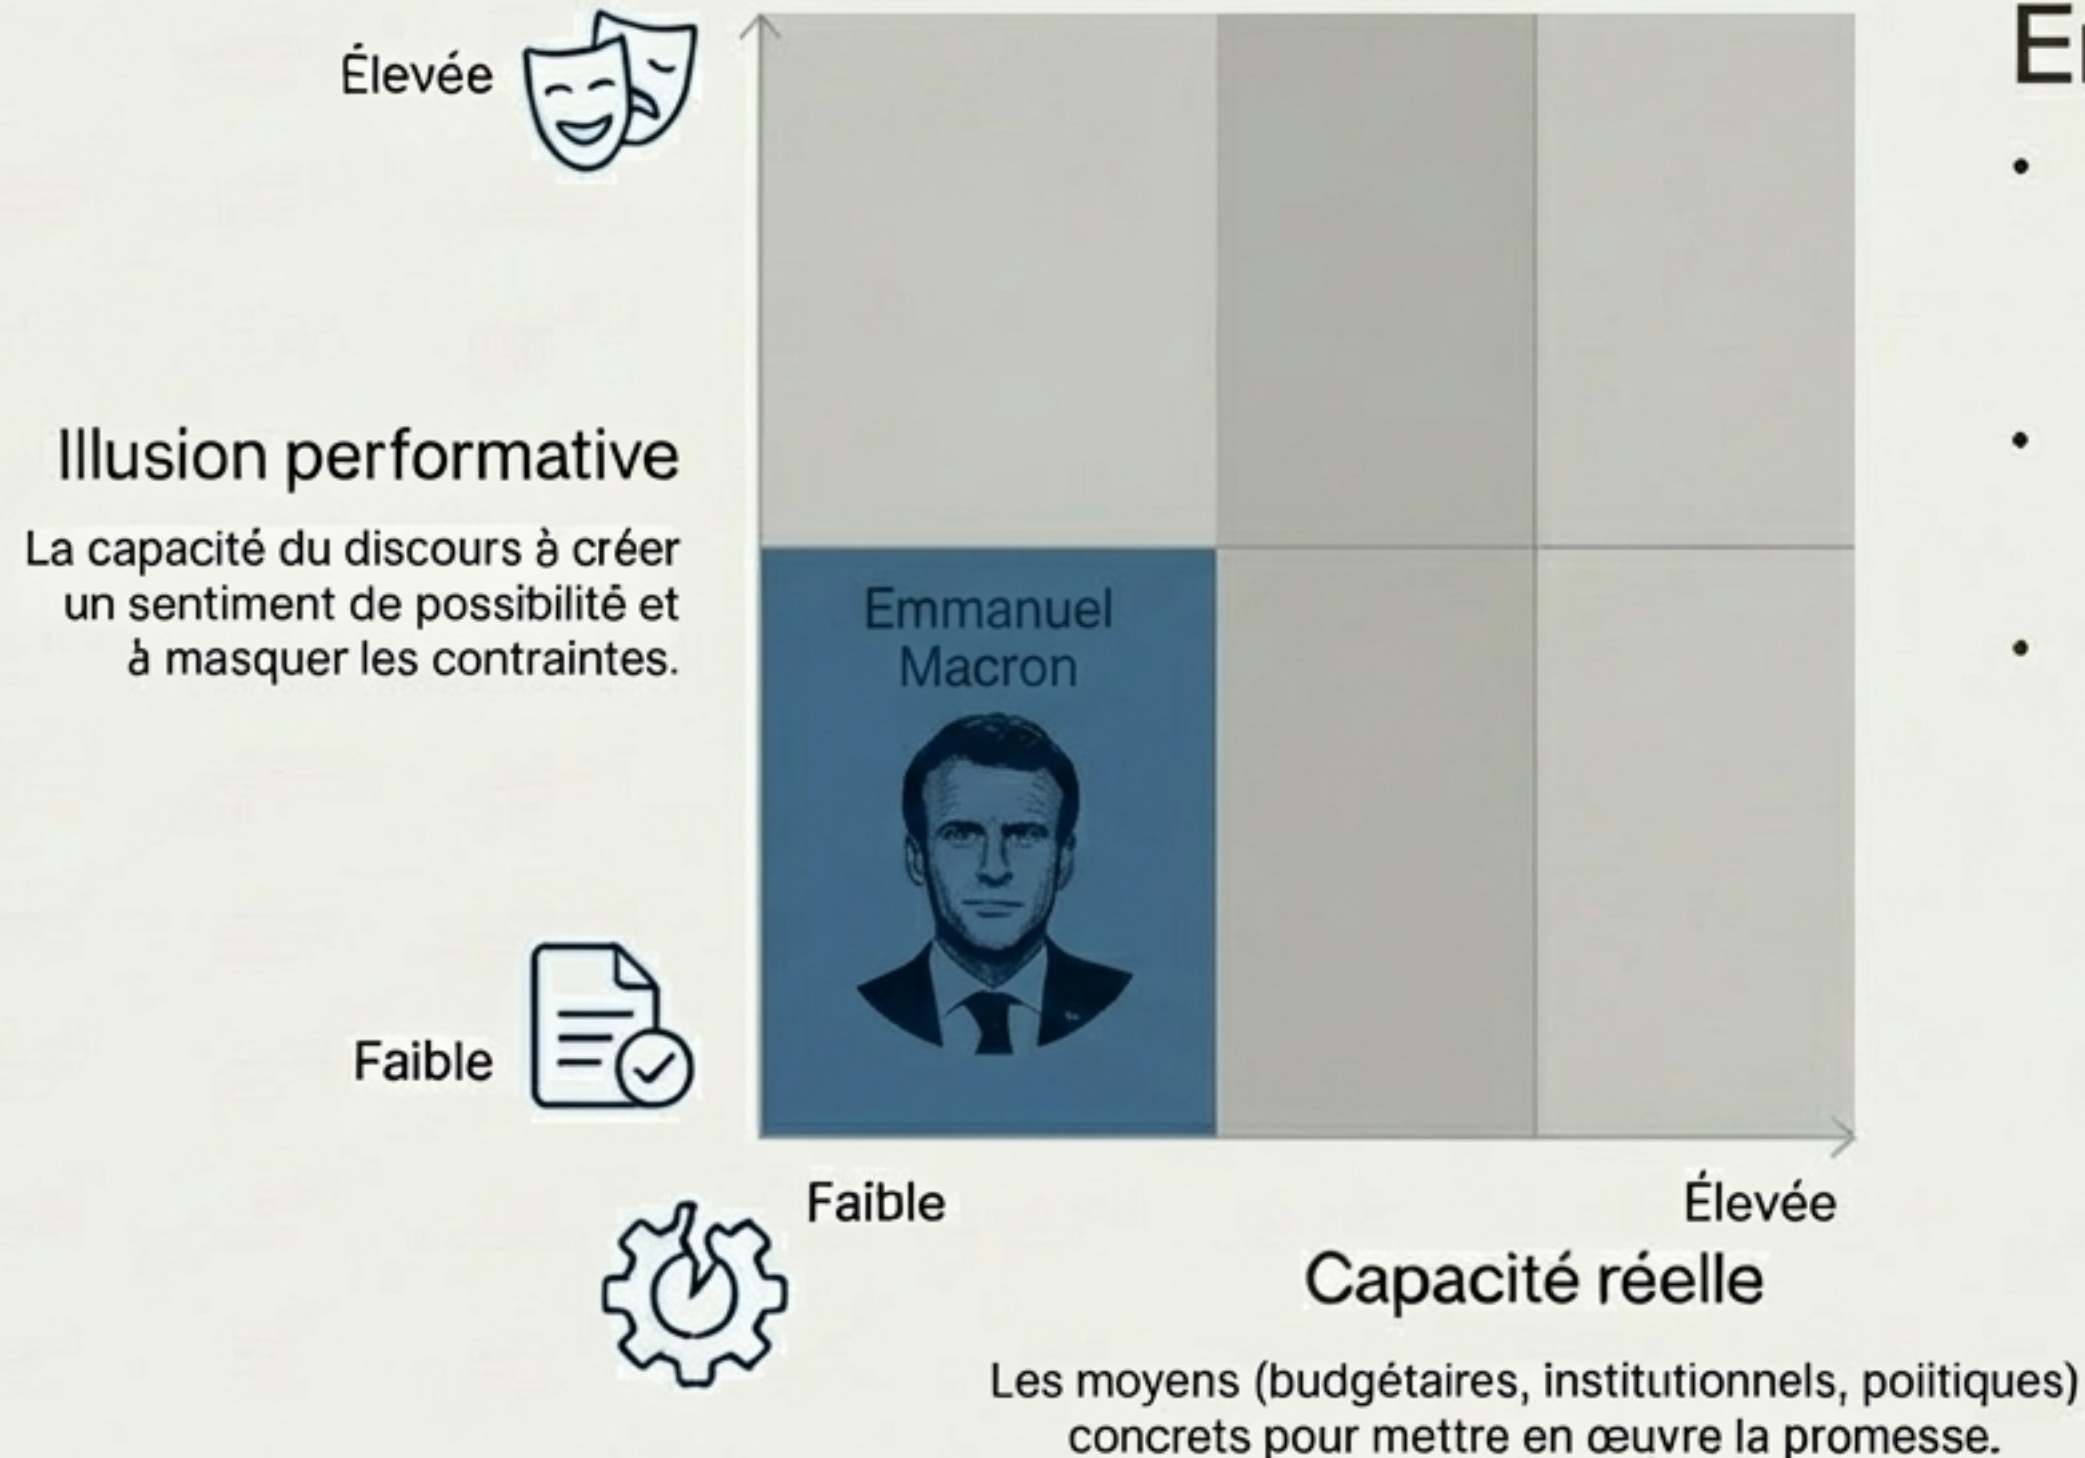 Élevée
Illusion performative
La capacité du discours à créer
un sentiment de possibilité et
à masquer les contraintes.
Emmanuel
Macron
Faible
Faible
Élevée
Capacité réelle
Les moyens (budgétaires, institutionnels, poiitiques)
concrets pour mettre en œuvre la promesse.